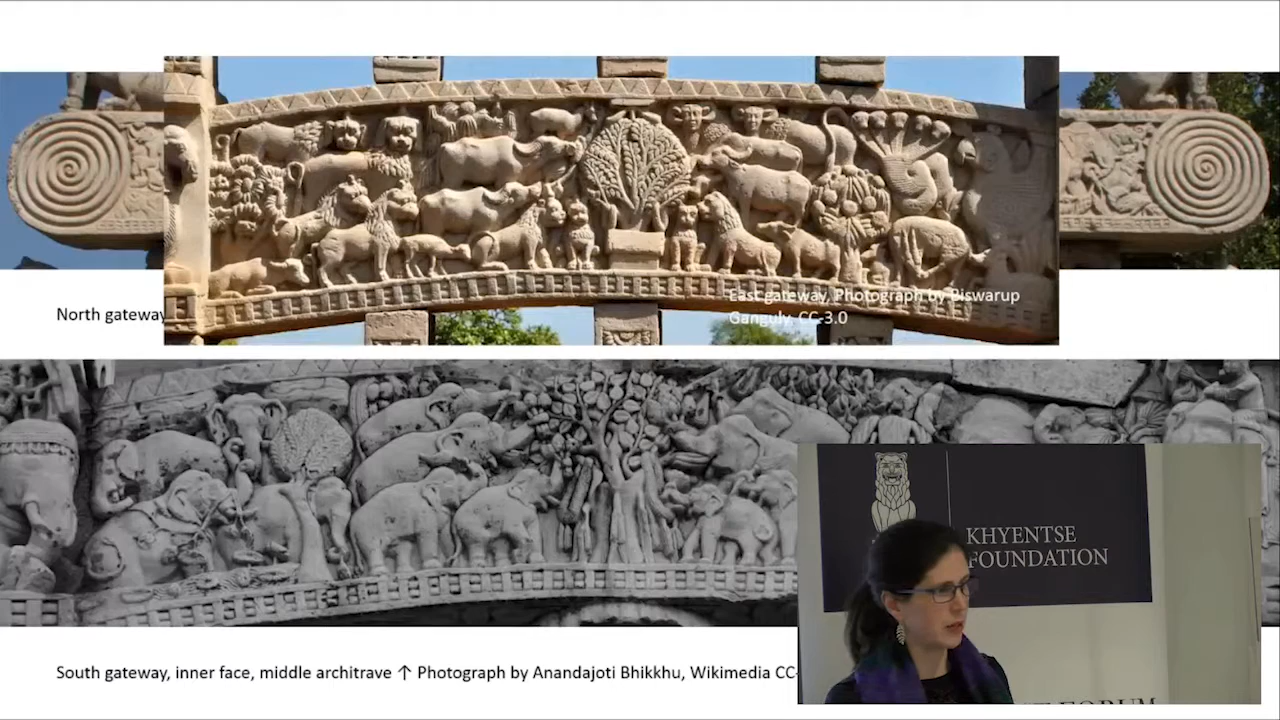 East gateway, Photograph by Biswarup
Ganguly, CC-3.0
North gateway
KHYENTSE
FOUNDATION
South gateway, inner face, middle architrave ↑ Photograph by Anandajoti Bhikkhu, Wikimedia CC-
FORUM